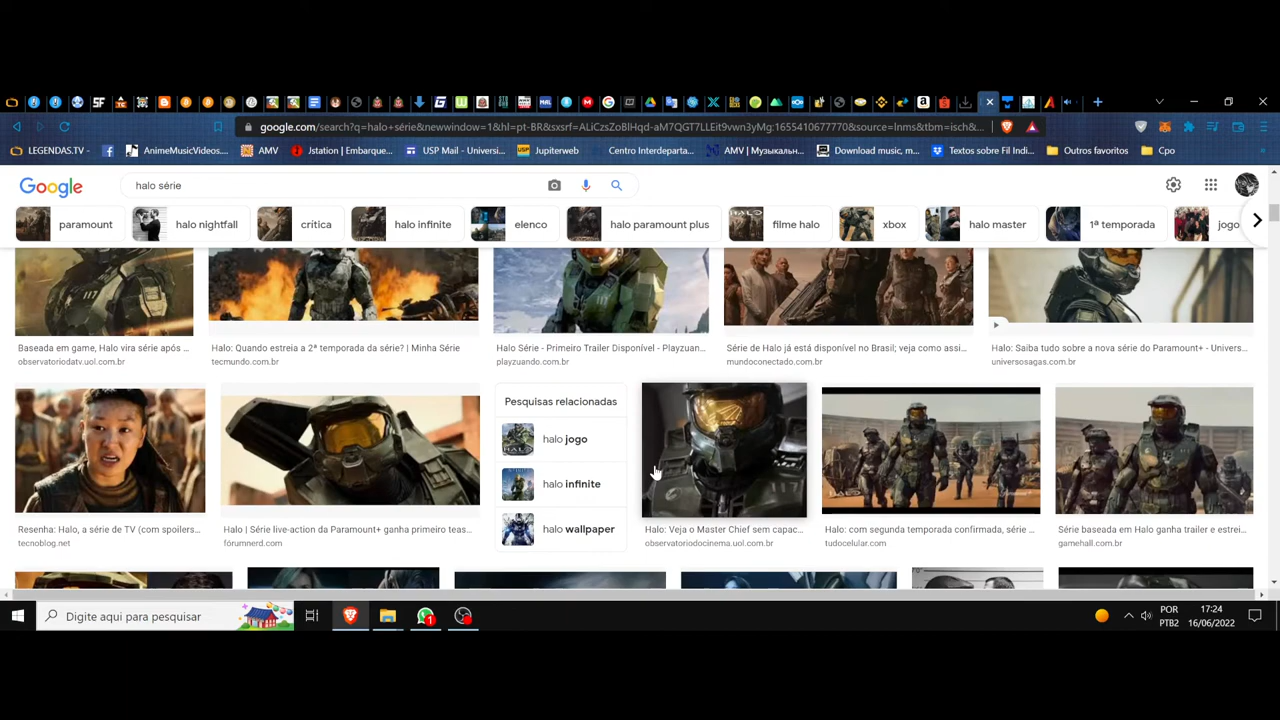 google.com/search?q=halo+série&newwindow=1&hl=pt-BR&sxsrf=ALiCzsZoBlHqd-aM7QGT7LLEit9vwn3yMg:1655410677770&source=lnms&tbm=isch&...
LEGENDAS.TV -
AnimeMusicVideos...
AMV
Jstation | Embarque...
USP Mail - Universi...
Jupiterweb
Centro Interdeparta...
AMV | Музыкальн...
Download music, m...
Textos sobre Fil Indi...
Outros favoritos
Cpo
Google
halo série
paramount
halo nightfall
crítica
halo infinite
elenco
halo paramount plus
filme halo
xbox
halo master
1ª temporada
jogo
Baseada em game, Halo vira série após ...
observatoriodatv.uol.com.br
Halo: Quando estreia a 2ª temporada da série? | Minha Série
tecmundo.com.br
Halo Série - Primeiro Trailer Disponível - Playzuan...
playzuando.com.br
Série de Halo já está disponível no Brasil; veja como assi...
mundoconectado.com.br
Halo: Saiba tudo sobre a nova série do Paramount+ - Univers...
universosagas.com.br
Pesquisas relacionadas
halo jogo
halo infinite
halo wallpaper
Resenha: Halo, a série de TV (com spoilers...
tecnoblog.net
Halo | Série live-action da Paramount+ ganha primeiro teas...
fórumnerd.com
Halo: Veja o Master Chief sem capac...
observatoriodocinema.uol.com.br
Halo: com segunda temporada confirmada, série ...
tudocelular.com
Série baseada em Halo ganha trailer e estrei...
gamehall.com.br
Digite aqui para pesquisar
1
POR
PTB2
17:24
16/06/2022